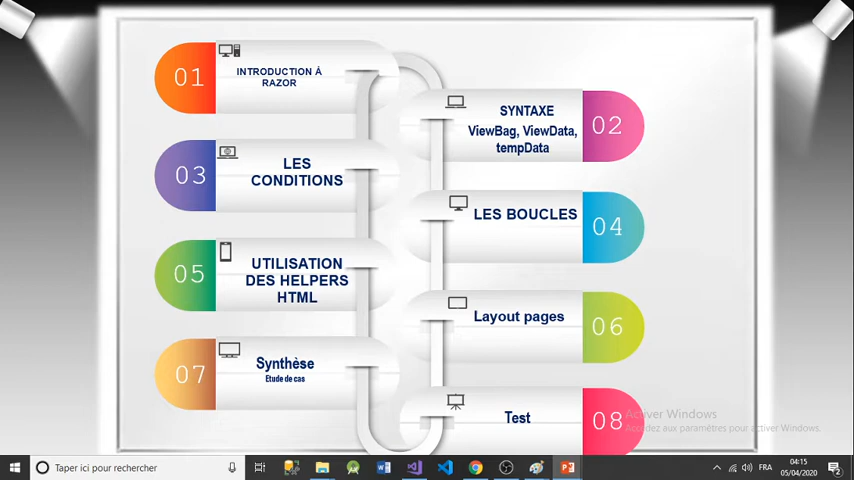 01
INTRODUCTION À
RAZOR
SYNTAXE
ViewBag, ViewData,
tempData
02
03
LES
CONDITIONS
LES BOUCLES
04
05
UTILISATION
DES HELPERS
HTML
Layout pages
06
07
Synthèse
Etude de cas
Test
08
Activer Windows
Accédez aux paramètres pour activer Windows.
Taper ici pour rechercher
FRA
04:15
05/04/2020
2